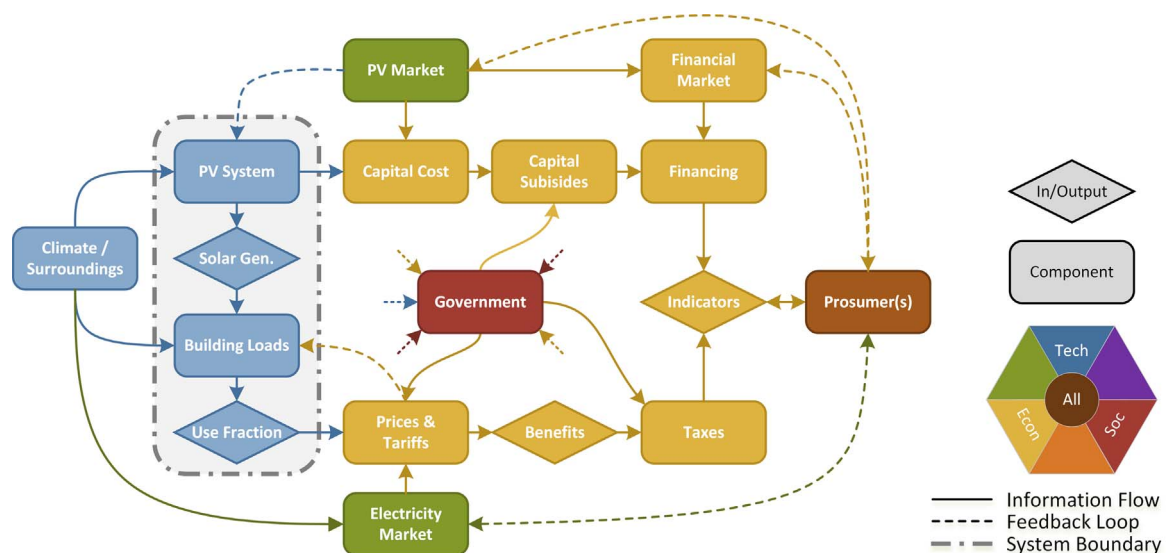 PV Market
Financial
Market
PV System
Capital Cost
Capital
Subisides
Financing
In/Output
Climate /
Surroundings
Solar Gen.
Government
Indicators
Prosumer(s)
Component
Building Loads
Tech
All
Econ
Soc
Use Fraction
Prices &
Tariffs
Benefits
Taxes
Electricity
Market
Information Flow
Feedback Loop
System Boundary